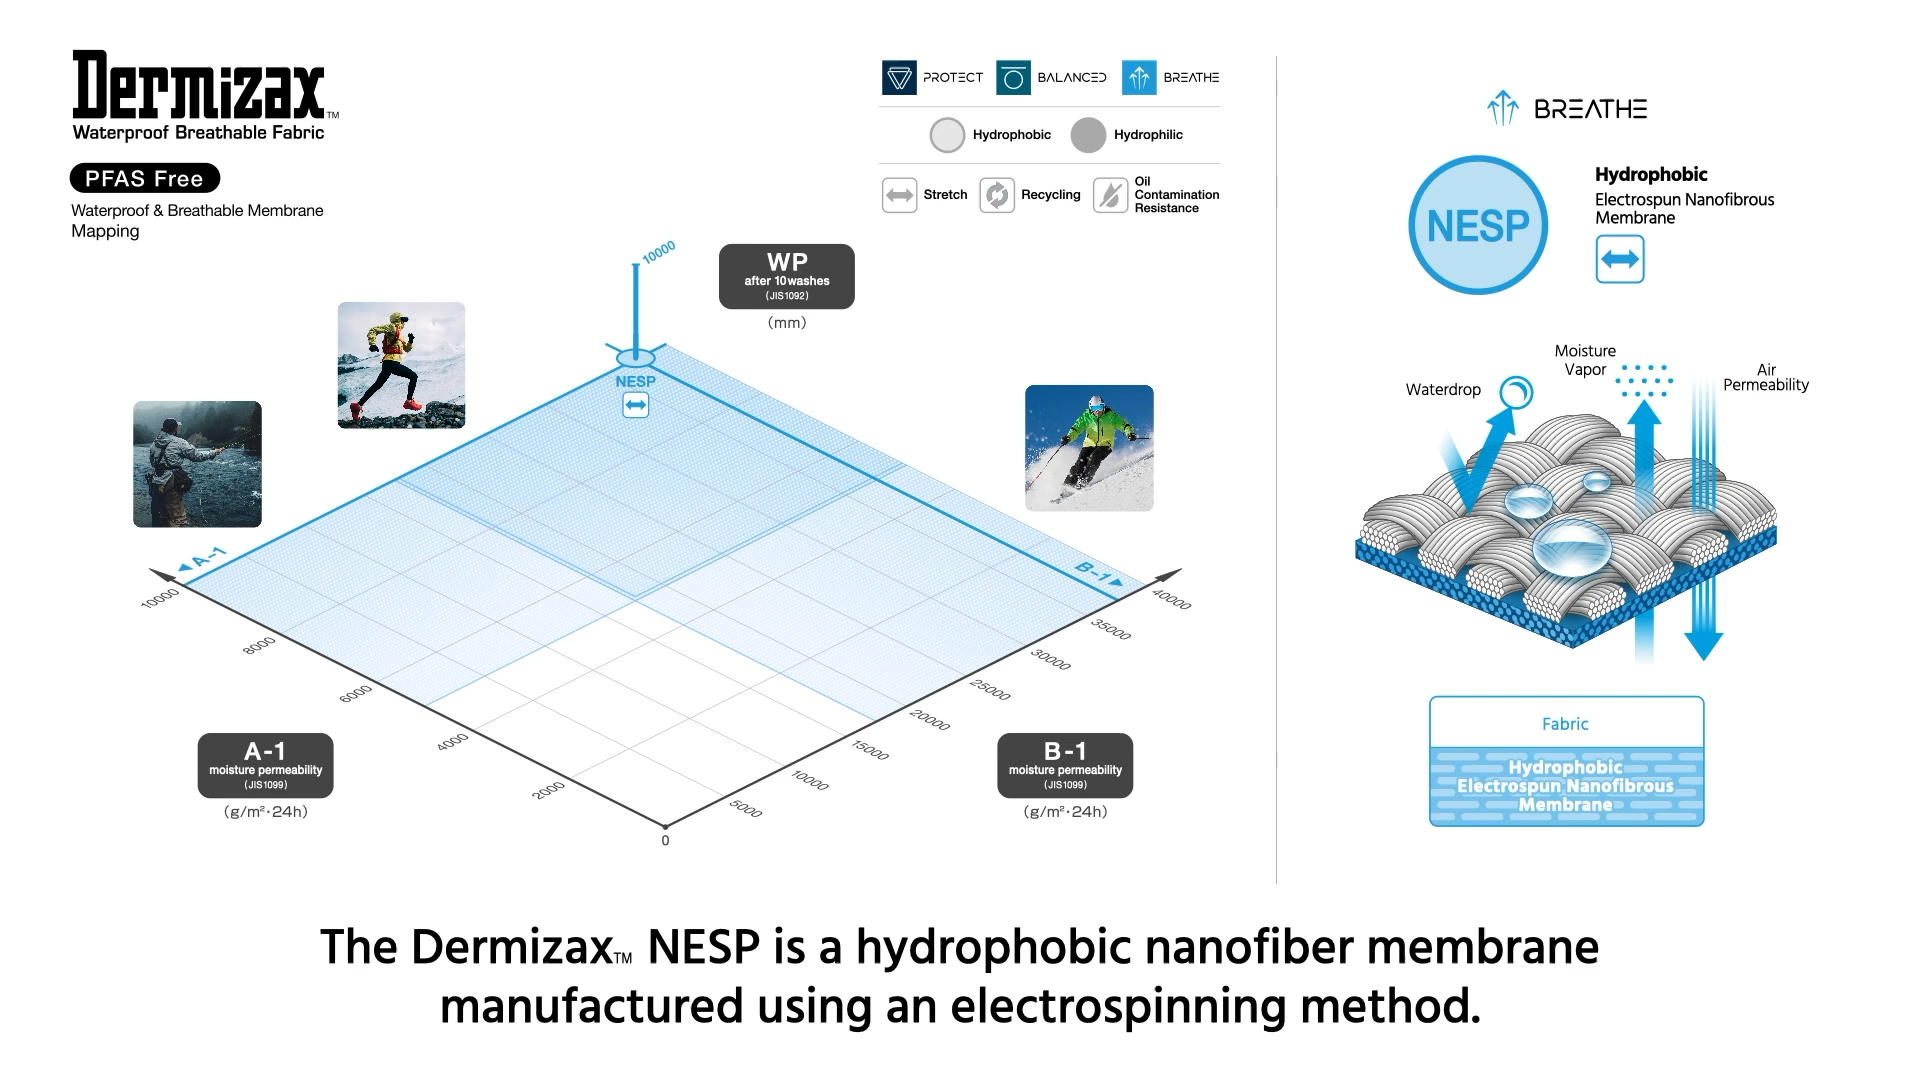 Dermizax™
Waterproof Breathable Fabric
PFAS Free
Waterproof & Breathable Membrane
Mapping
PROTECT
BALANCED
BREATHE
Hydrophobic
Hydrophilic
Stretch
Recycling
Oil
Contamination
Resistance
10000
WP
after 10 washes
(JIS1092)
(mm)
NESP
◀A-1
B-1▶
10000
8000
6000
4000
2000
0
5000
10000
15000
20000
25000
30000
35000
40000
A-1
moisture permeability
(JIS1099)
(g/m²·24h)
B-1
moisture permeability
(JIS1099)
(g/m²·24h)
BREATHE
NESP
Hydrophobic
Electrospun Nanofibrous
Membrane
Waterdrop
Moisture
Vapor
Air
Permeability
Fabric
Hydrophobic
Electrospun Nanofibrous
Membrane
The Dermizax™ NESP is a hydrophobic nanofiber membrane
manufactured using an electrospinning method.